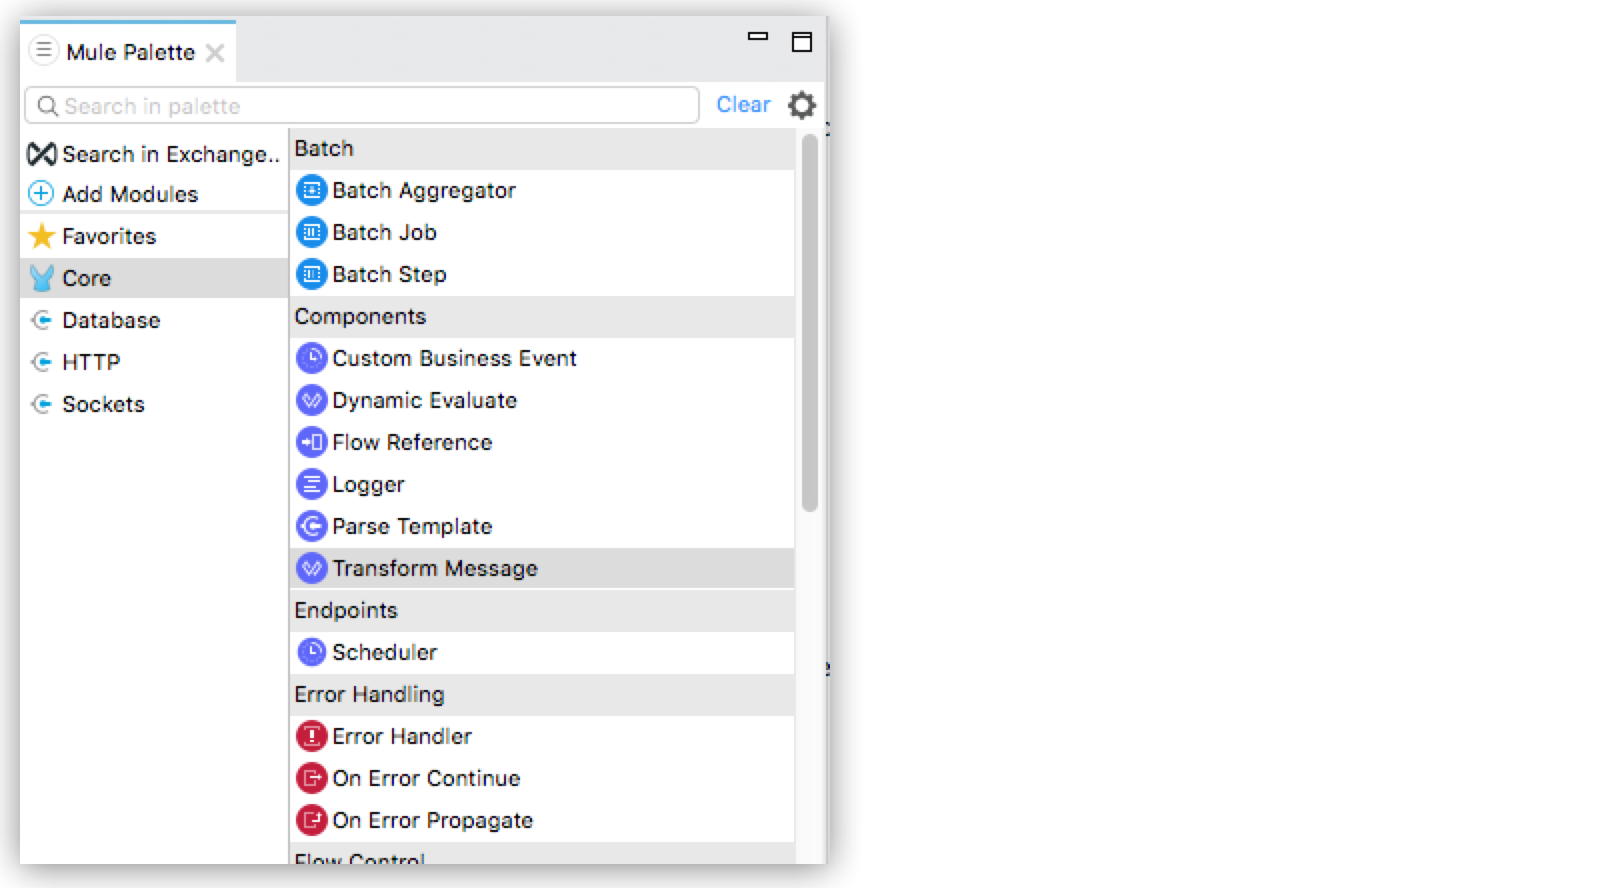 Mule Palette
Search in palette
Clear
Search in Exchange..
Add Modules
Favorites
Core
Database
HTTP
Sockets
Batch
Batch Aggregator
Batch Job
Batch Step
Components
Custom Business Event
Dynamic Evaluate
Flow Reference
Logger
Parse Template
Transform Message
Endpoints
Scheduler
Error Handling
Error Handler
On Error Continue
On Error Propagate
Flow Control